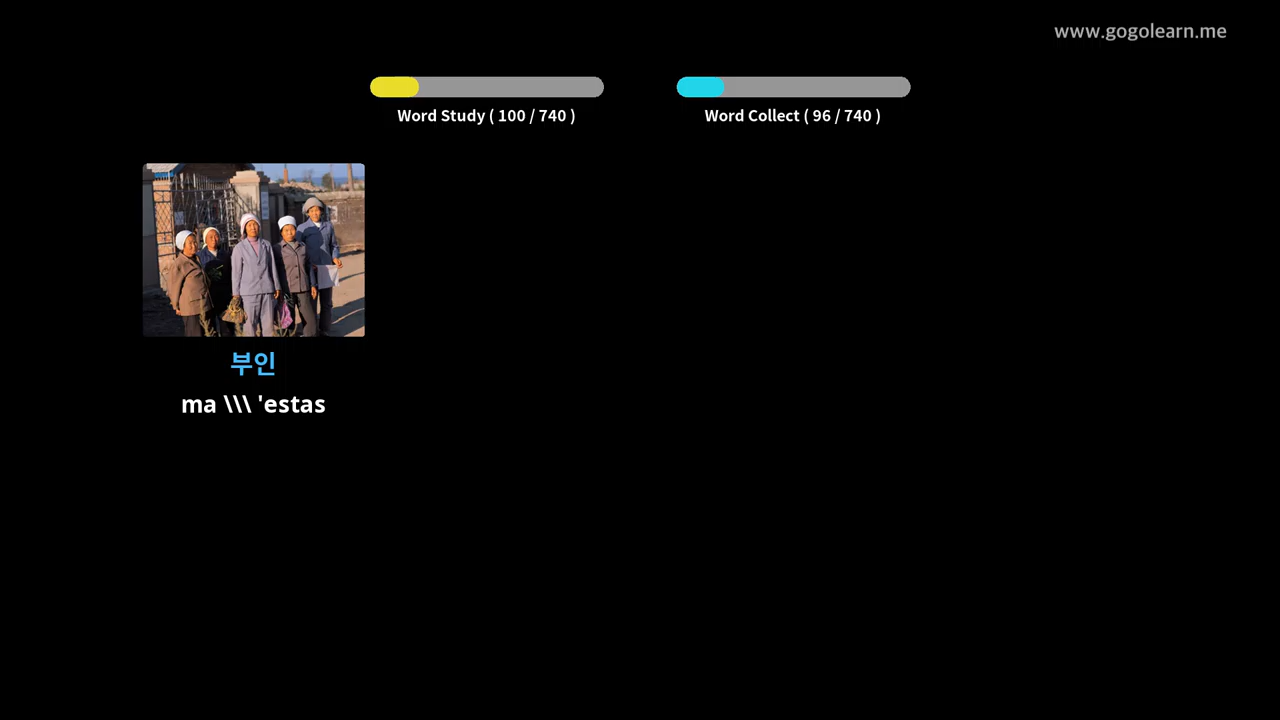 www.gogolearn.me
Word Study ( 100 / 740 )
Word Collect ( 96 / 740 )
부인
ma \\\ 'estas